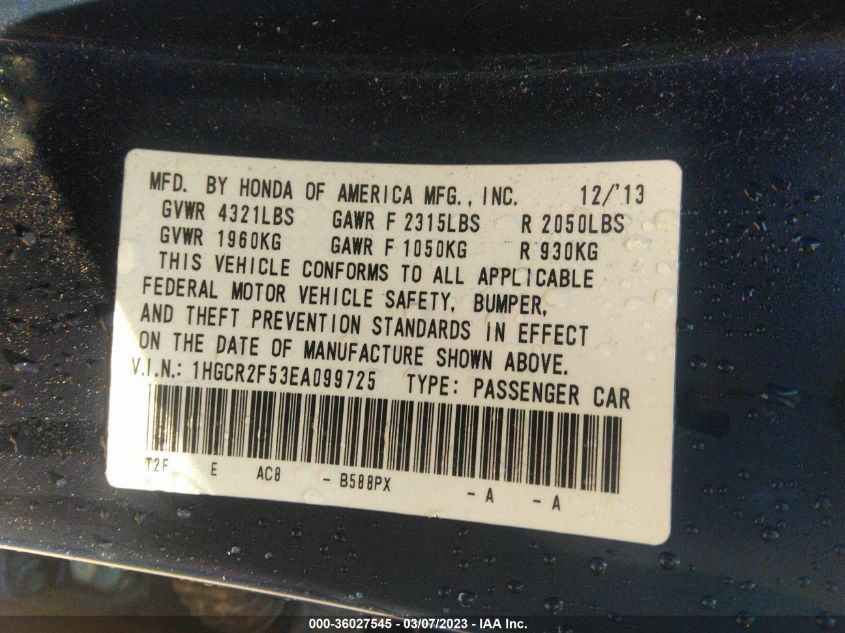 MFD. BY HONDA OF AMERICA MFG., INC. 12/'13
GVWR 4321LBS GAWR F 2315LBS R 2050LBS
GVWR 1960KG GAWR F 1050KG R 930KG
THIS VEHICLE CONFORMS TO ALL APPLICABLE
FEDERAL MOTOR VEHICLE SAFETY, BUMPER,
AND THEFT PREVENTION STANDARDS IN EFFECT
ON THE DATE OF MANUFACTURE SHOWN ABOVE.
V.I.N.: 1HGCR2F53EA099725 TYPE: PASSENGER CAR
T2F E AC8 - B588PX - A - A
000-36027545 - 03/07/2023 - IAA Inc.